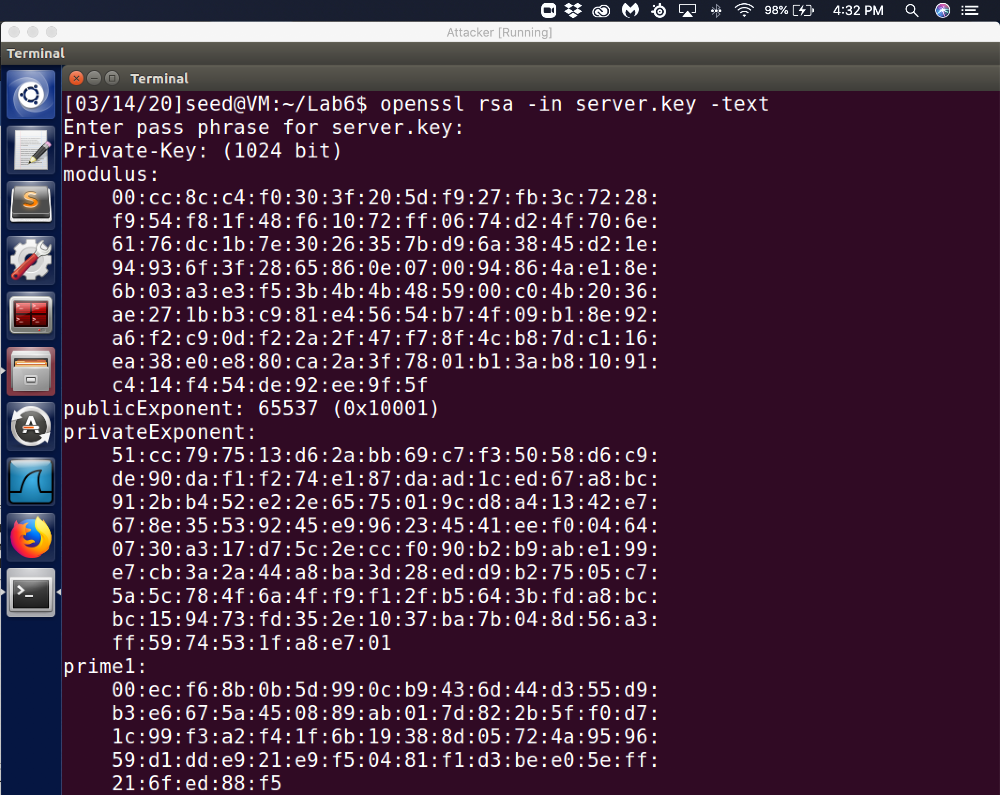 98% 4:32 PM
Attacker [Running]
Terminal
Terminal
[03/14/20]seed@VM:~/Lab6$ openssl rsa -in server.key -text
Enter pass phrase for server.key:
Private-Key: (1024 bit)
modulus:
00:cc:8c:c4:f0:30:3f:20:5d:f9:27:fb:3c:72:28:
f9:54:f8:1f:48:f6:10:72:ff:06:74:d2:4f:70:6e:
61:76:dc:1b:7e:30:26:35:7b:d9:6a:38:45:d2:1e:
94:93:6f:3f:28:65:86:0e:07:00:94:86:4a:e1:8e:
6b:03:a3:e3:f5:3b:4b:4b:48:59:00:c0:4b:20:36:
ae:27:1b:b3:c9:81:e4:56:54:b7:4f:09:b1:8e:92:
a6:f2:c9:0d:f2:2a:2f:47:f7:8f:4c:b8:7d:c1:16:
ea:38:e0:e8:80:ca:2a:3f:78:01:b1:3a:b8:10:91:
c4:14:f4:54:de:92:ee:9f:5f
publicExponent: 65537 (0x10001)
privateExponent:
51:cc:79:75:13:d6:2a:bb:69:c7:f3:50:58:d6:c9:
de:90:da:f1:f2:74:e1:87:da:ad:1c:ed:67:a8:bc:
91:2b:b4:52:e2:2e:65:75:01:9c:d8:a4:13:42:e7:
67:8e:35:53:92:45:e9:96:23:45:41:ee:f0:04:64:
07:30:a3:17:d7:5c:2e:cc:f0:90:b2:b9:ab:e1:99:
e7:cb:3a:2a:44:a8:ba:3d:28:ed:d9:b2:75:05:c7:
5a:5c:78:4f:6a:4f:f9:f1:2f:b5:64:3b:fd:a8:bc:
bc:15:94:73:fd:35:2e:10:37:ba:7b:04:8d:56:a3:
ff:59:74:53:1f:a8:e7:01
prime1:
00:ec:f6:8b:0b:5d:99:0c:b9:43:6d:44:d3:55:d9:
b3:e6:67:5a:45:08:89:ab:01:7d:82:2b:5f:f0:d7:
1c:99:f3:a2:f4:1f:6b:19:38:8d:05:72:4a:95:96:
59:d1:dd:e9:21:e9:f5:04:81:f1:d3:be:e0:5e:ff:
21:6f:ed:88:f5